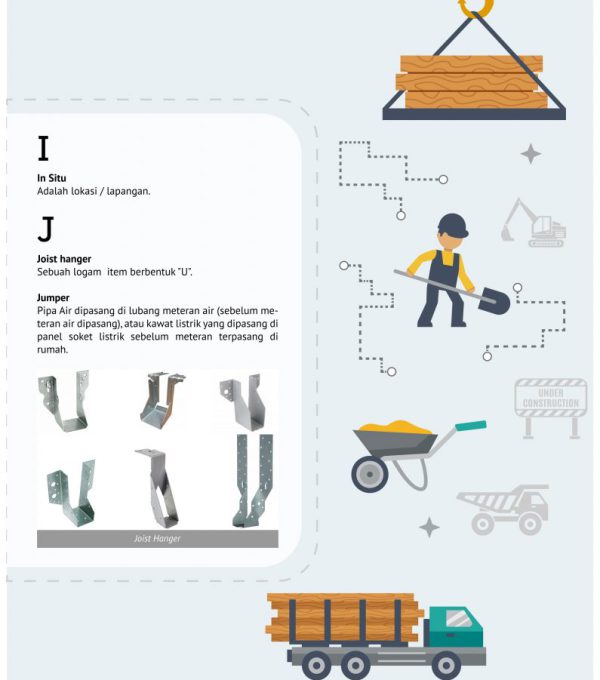 I
In Situ
Adalah lokasi / lapangan.
J
Joist hanger
Sebuah logam  item berbentuk "U".
Jumper
Pipa Air dipasang di lubang meteran air (sebelum me-
teran air dipasang), atau kawat listrik yang dipasang di
panel soket listrik sebelum meteran terpasang di
rumah.
Joist Hanger
UNDER
CONSTRUCTION